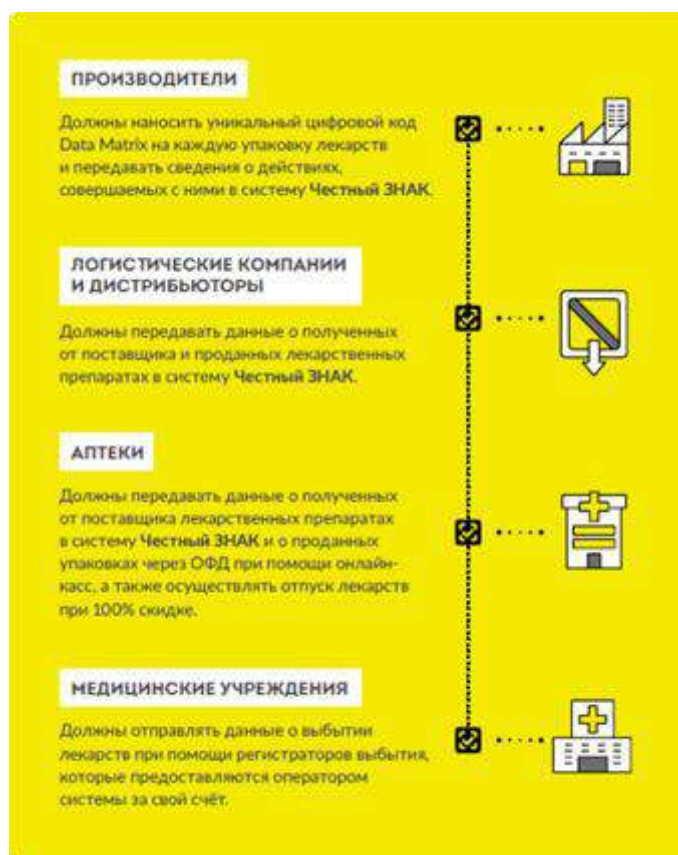 ПРОИЗВОДИТЕЛИ
Должны наносить уникальный цифровой код
Data Matrix на каждую упаковку лекарств
и передавать сведения о действиях,
совершаемых с ними в систему Честный ЗНАК.
ЛОГИСТИЧЕСКИЕ КОМПАНИИ
И ДИСТРИБЬЮТОРЫ
Должны передавать данные о полученных
от поставщика и проданных лекарственных
препаратах в систему Честный ЗНАК.
АПТЕКИ
Должны передавать данные о полученных
от поставщика лекарственных препаратах
в систему Честный ЗНАК и о проданных
упаковках через ОФД при помощи онлайн-
касс, а также осуществлять отпуск лекарств
при 100% скидке.
МЕДИЦИНСКИЕ УЧРЕЖДЕНИЯ
Должны отправлять данные о выбытии
лекарств при помощи регистраторов выбытия,
которые предоставляются оператором
системы за свой счёт.